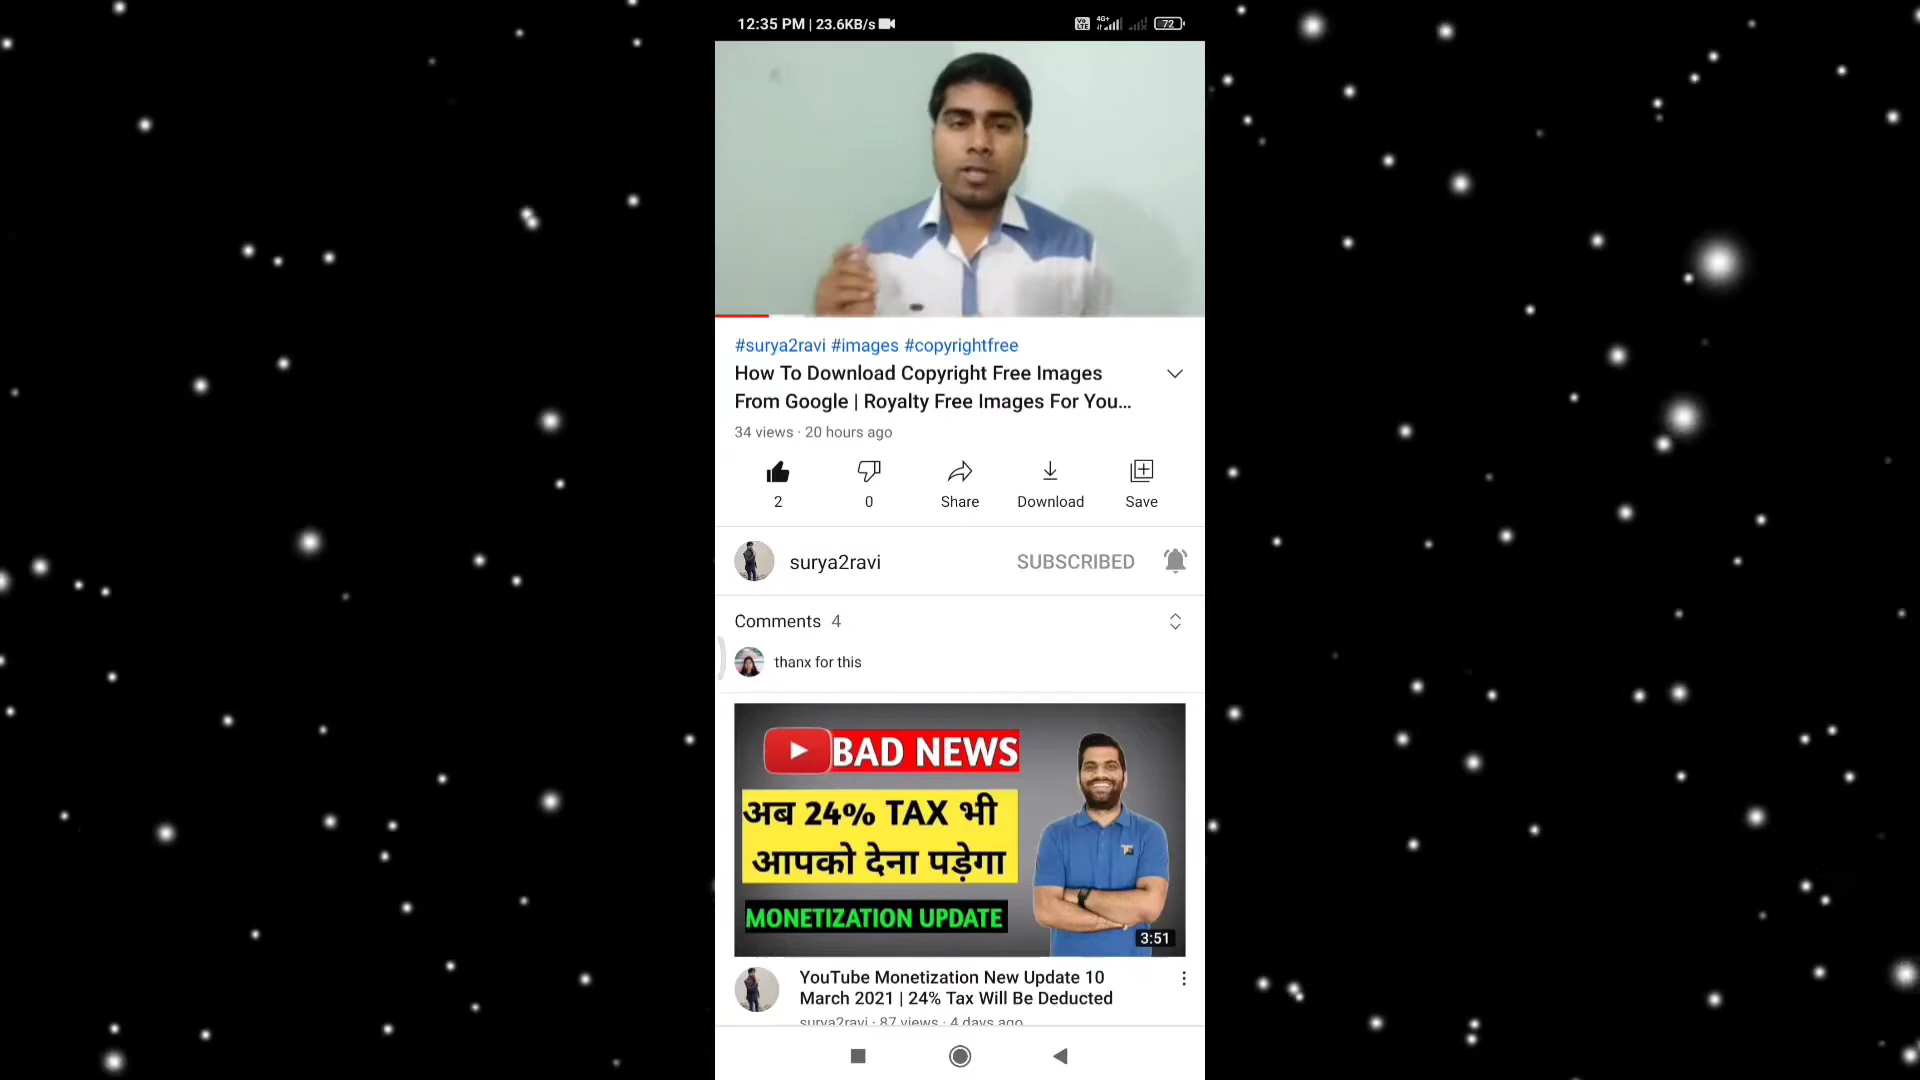 12:35 PM | 23.6KB/s
Vo LTE 4G+ 72
#surya2ravi #images #copyrightfree
How To Download Copyright Free Images
From Google | Royalty Free Images For You...
34 views · 20 hours ago
2 0 Share Download Save
surya2ravi SUBSCRIBED
Comments 4
thanx for this
BAD NEWS
अब 24% TAX भी
आपको देना पड़ेगा
MONETIZATION UPDATE
3:51
YouTube Monetization New Update 10
March 2021 | 24% Tax Will Be Deducted
surya2ravi · 87 views · 4 days ago